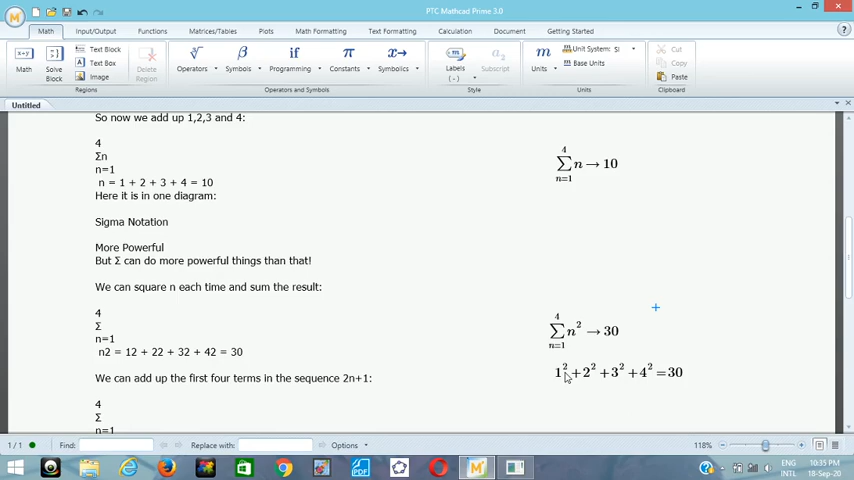 PTC Mathcad Prime 3.0
Math Input/Output Functions Matrices/Tables Plots Math Formatting Text Formatting Calculation Document Getting Started
Math
Solve Block
Text Block
Text Box
Image
Delete Region
Regions
Operators
Symbols
Programming
Constants
Symbolics
Operators and Symbols
Labels
(-)
Subscript
Style
Units
Unit System: SI
Base Units
Units
Cut
Copy
Paste
Clipboard
Untitled
So now we add up 1,2,3 and 4:
4
Σn
n=1
n = 1 + 2 + 3 + 4 = 10
Here it is in one diagram:
Sigma Notation
More Powerful
But Σ can do more powerful things than that!
We can square n each time and sum the result:
4
Σ
n=1
n2 = 12 + 22 + 32 + 42 = 30
We can add up the first four terms in the sequence 2n+1:
4
Σ
n=1
4
∑ n → 10
n=1
4
∑ n² → 30
n=1
1² + 2² + 3² + 4² = 30
1 / 1 Find: Replace with: Options 118%
ENG 10:35 PM
INTL 18-Sep-20